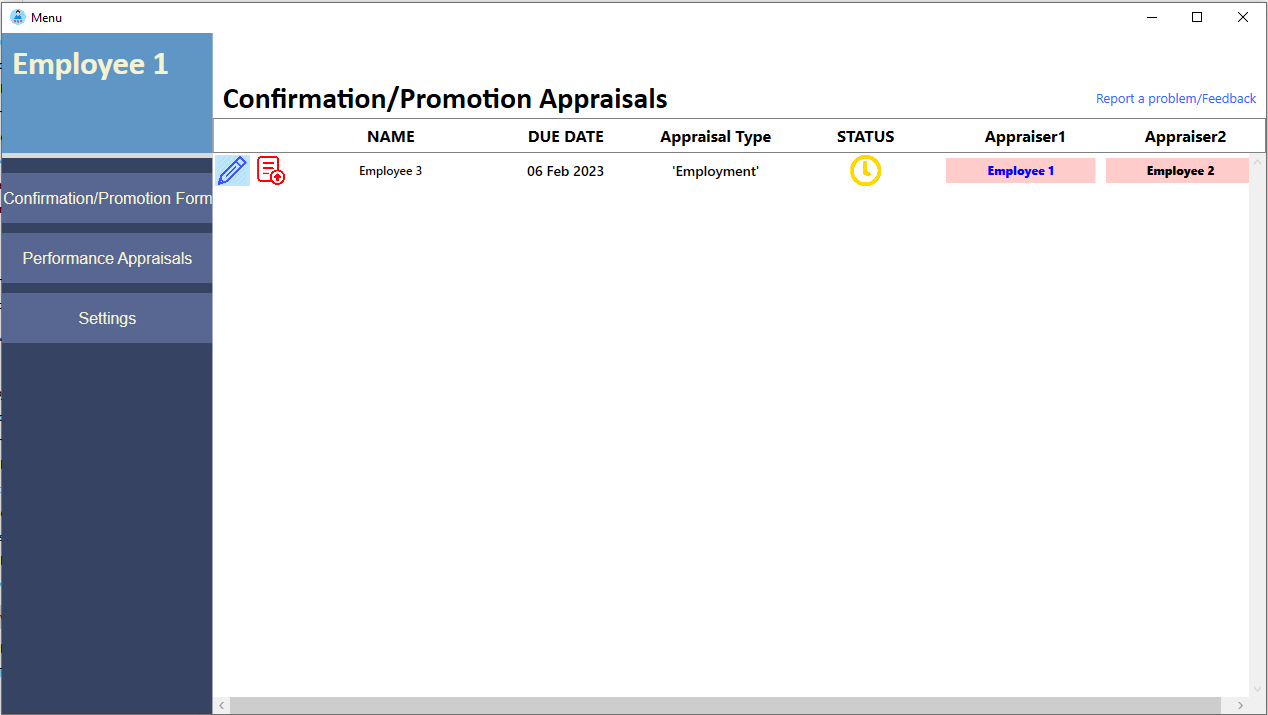 Menu
Employee 1
Confirmation/Promotion Appraisals
Report a problem/Feedback
NAME DUE DATE Appraisal Type STATUS Appraiser1 Appraiser2
Employee 3 06 Feb 2023 'Employment' Employee 1 Employee 2
Confirmation/Promotion Form
Performance Appraisals
Settings